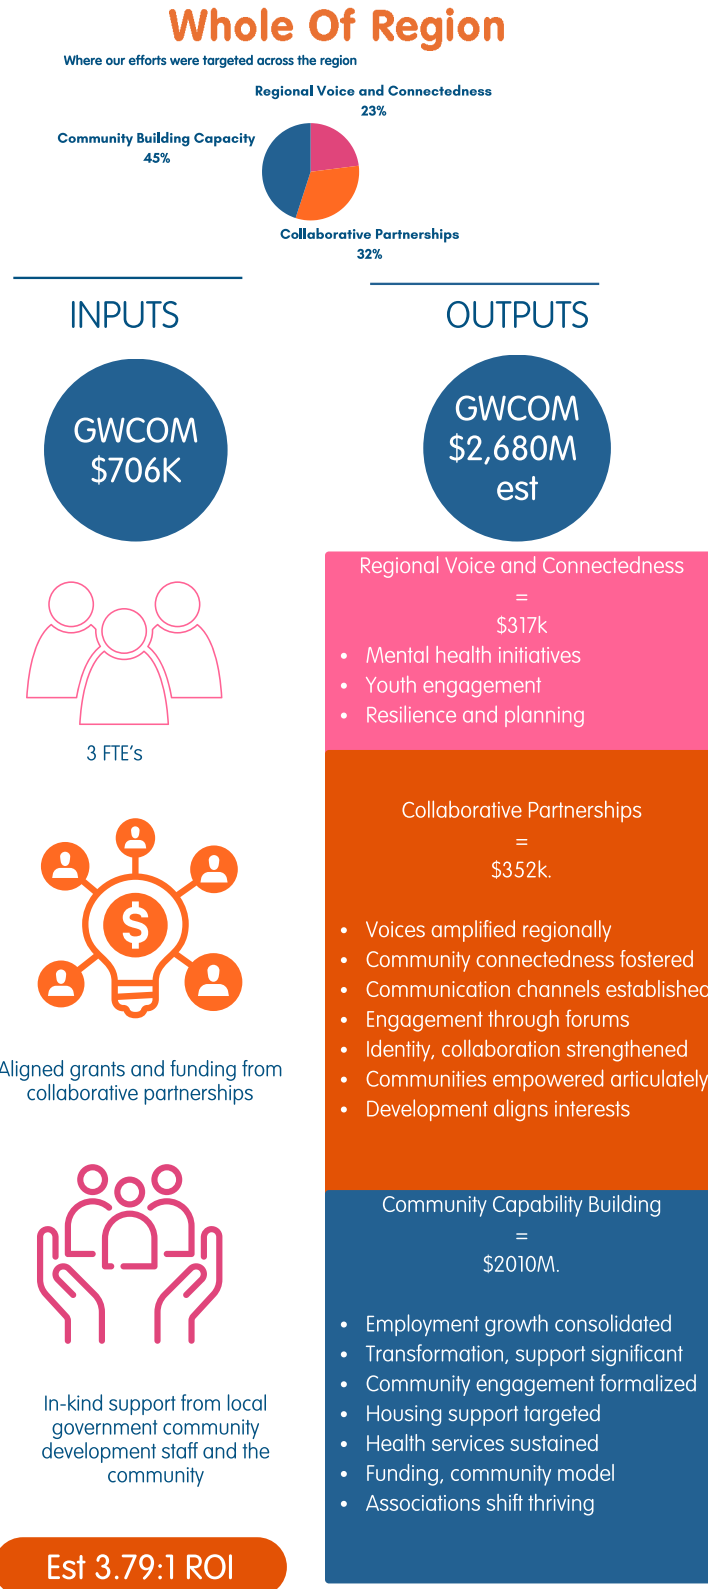 Whole Of Region
Where our efforts were targeted across the region
Regional Voice and Connectedness
23%
Community Building Capacity
45%
Collaborative Partnerships
32%
INPUTS
GWCOM
$706K
3 FTE's
Aligned grants and funding from
collaborative partnerships
In-kind support from local
government community
development staff and the
community
Est 3.79:1 ROI
OUTPUTS
GWCOM
$2,680M
est
Regional Voice and Connectedness
=
$317k
• Mental health initiatives
• Youth engagement
• Resilience and planning
Collaborative Partnerships
=
$352k.
• Voices amplified regionally
• Community connectedness fostered
• Communication channels established
• Engagement through forums
• Identity, collaboration strengthened
• Communities empowered articulately
• Development aligns interests
Community Capability Building
=
$2010M.
• Employment growth consolidated
• Transformation, support significant
• Community engagement formalized
• Housing support targeted
• Health services sustained
• Funding, community model
• Associations shift thriving